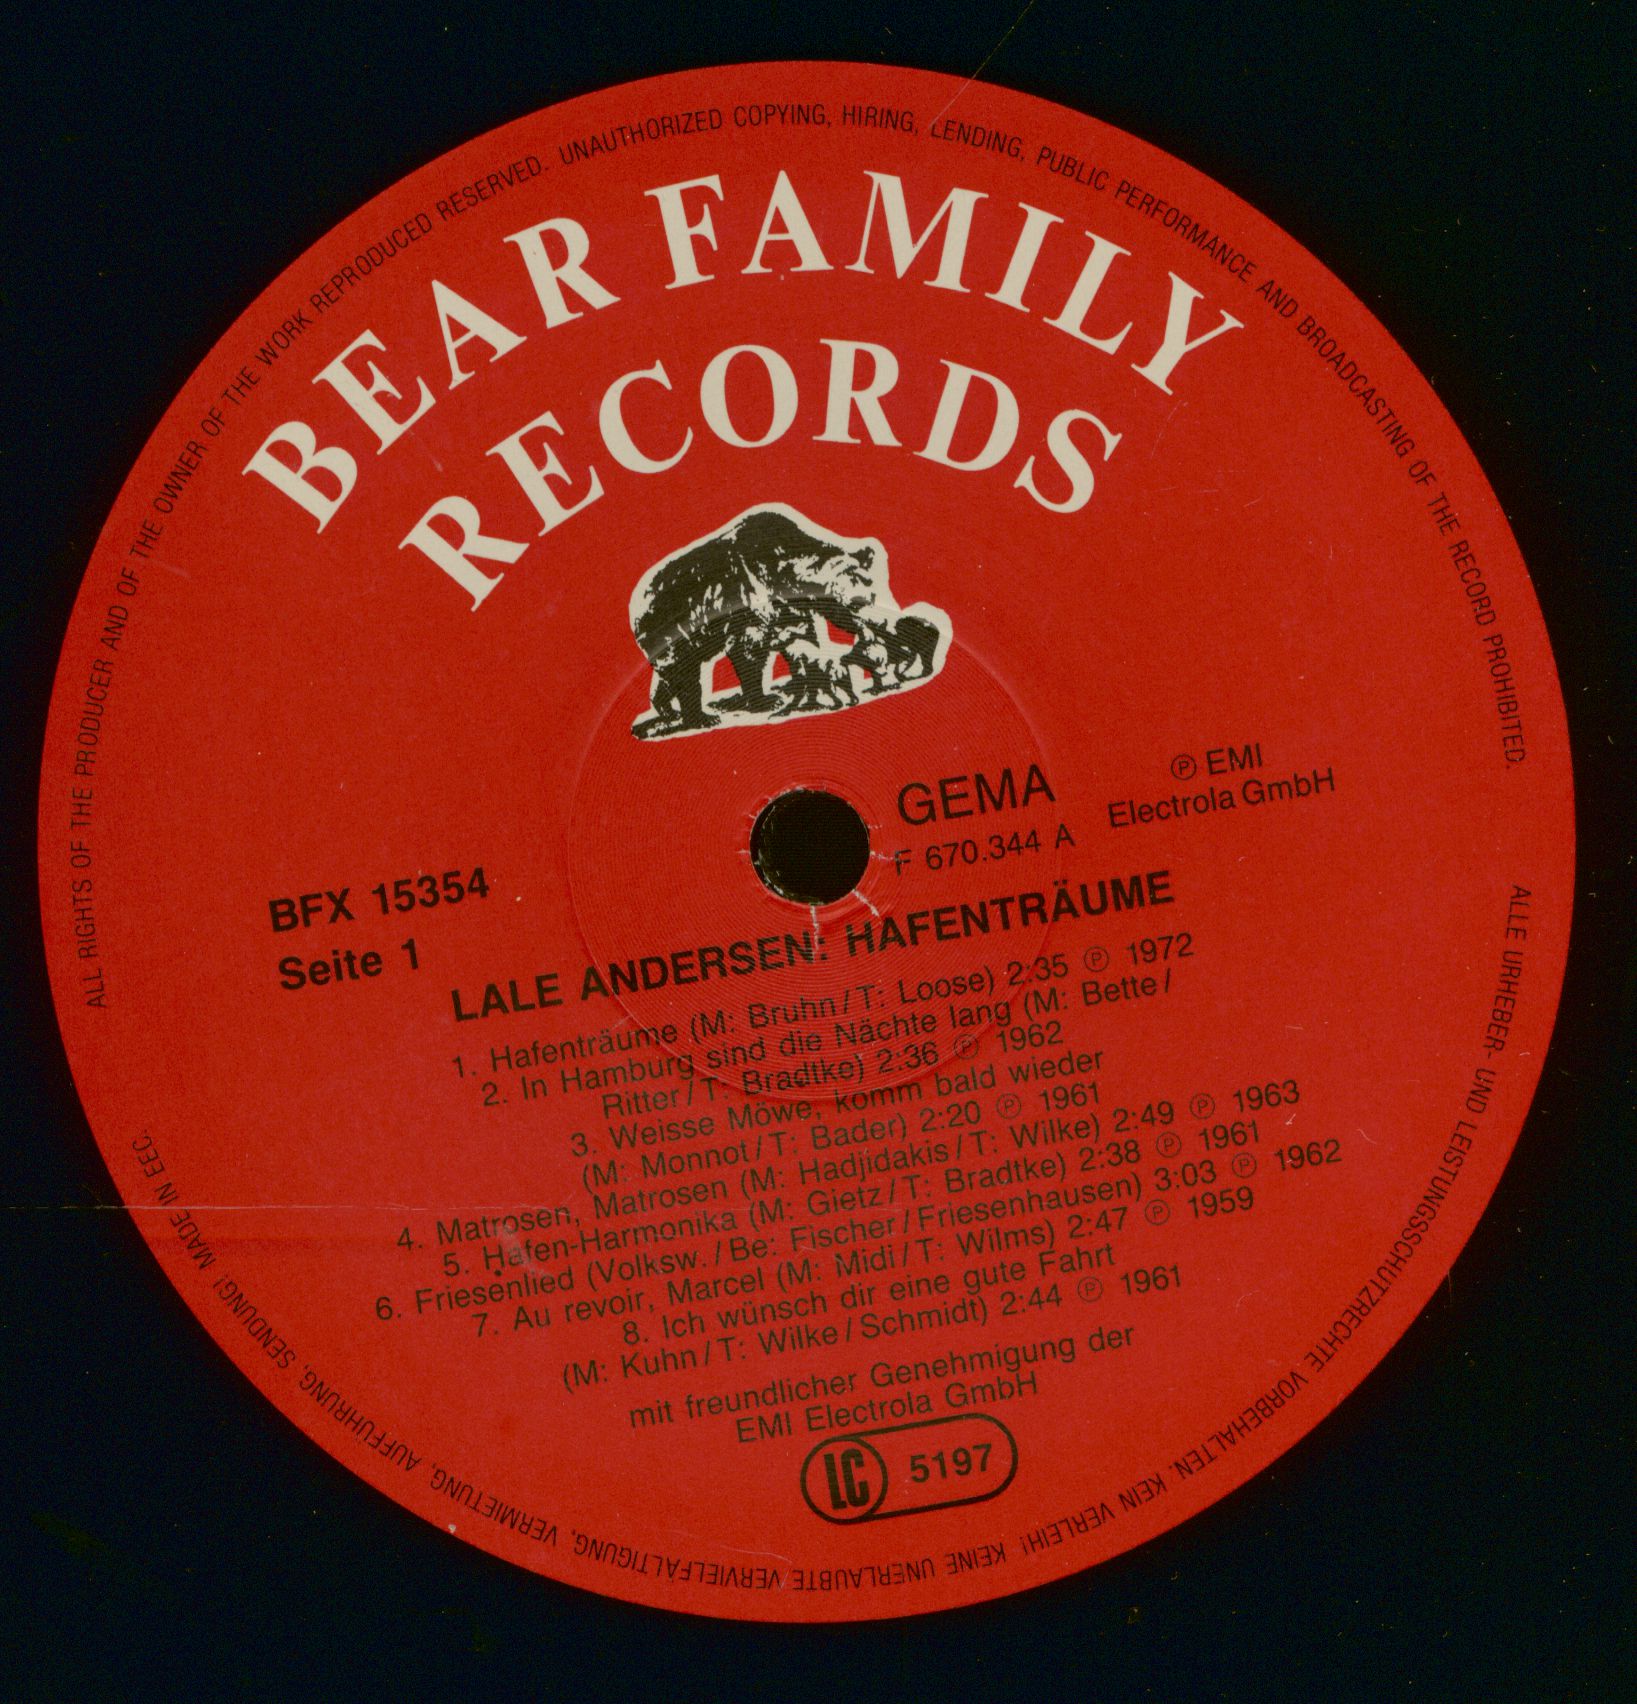 ALL RIGHTS OF THE PRODUCER AND OF THE OWNER OF THE WORK REPRODUCED RESERVED. UNAUTHORIZED COPYING, HIRING, LENDING, PUBLIC PERFORMANCE AND BROADCASTING OF THE RECORD PROHIBITED.
BEAR FAMILY
RECORDS
GEMA
F 670.344 A
Ⓟ EMI
Electrola GmbH
BFX 15354
Seite 1
LALE ANDERSEN: HAFENTRÄUME
1. Hafenträume (M: Bruhn/T: Loose) 2:35 Ⓟ 1972
2. In Hamburg sind die Nächte lang (M: Bette/
Ritter/T: Bradtke) 2:36 Ⓟ 1962
3. Weisse Möwe, komm bald wieder
(M: Monnot/T: Bader) 2:20 Ⓟ 1961
4. Matrosen, Matrosen (M: Hadjidakis/T: Wilke) 2:49 Ⓟ 1963
5. Hafen-Harmonika (M: Gietz/T: Bradtke) 2:38 Ⓟ 1961
6. Friesenlied (Volksw./Be: Fischer/Friesenhausen) 3:03 Ⓟ 1962
7. Au revoir, Marcel (M: Midi/T: Wilms) 2:47 Ⓟ 1959
8. Ich wünsch dir eine gute Fahrt
(M: Kuhn/T: Wilke/Schmidt) 2:44 Ⓟ 1961
mit freundlicher Genehmigung der
EMI Electrola GmbH
LC 5197
ALLE URHEBER- UND LEISTUNGSSCHUTZRECHTE VORBEHALTEN. KEIN VERLEIH! KEINE UNERLAUBTE VERVIELFÄLTIGUNG, VERMIETUNG, AUFFÜHRUNG, SENDUNG! MADE IN EEC.